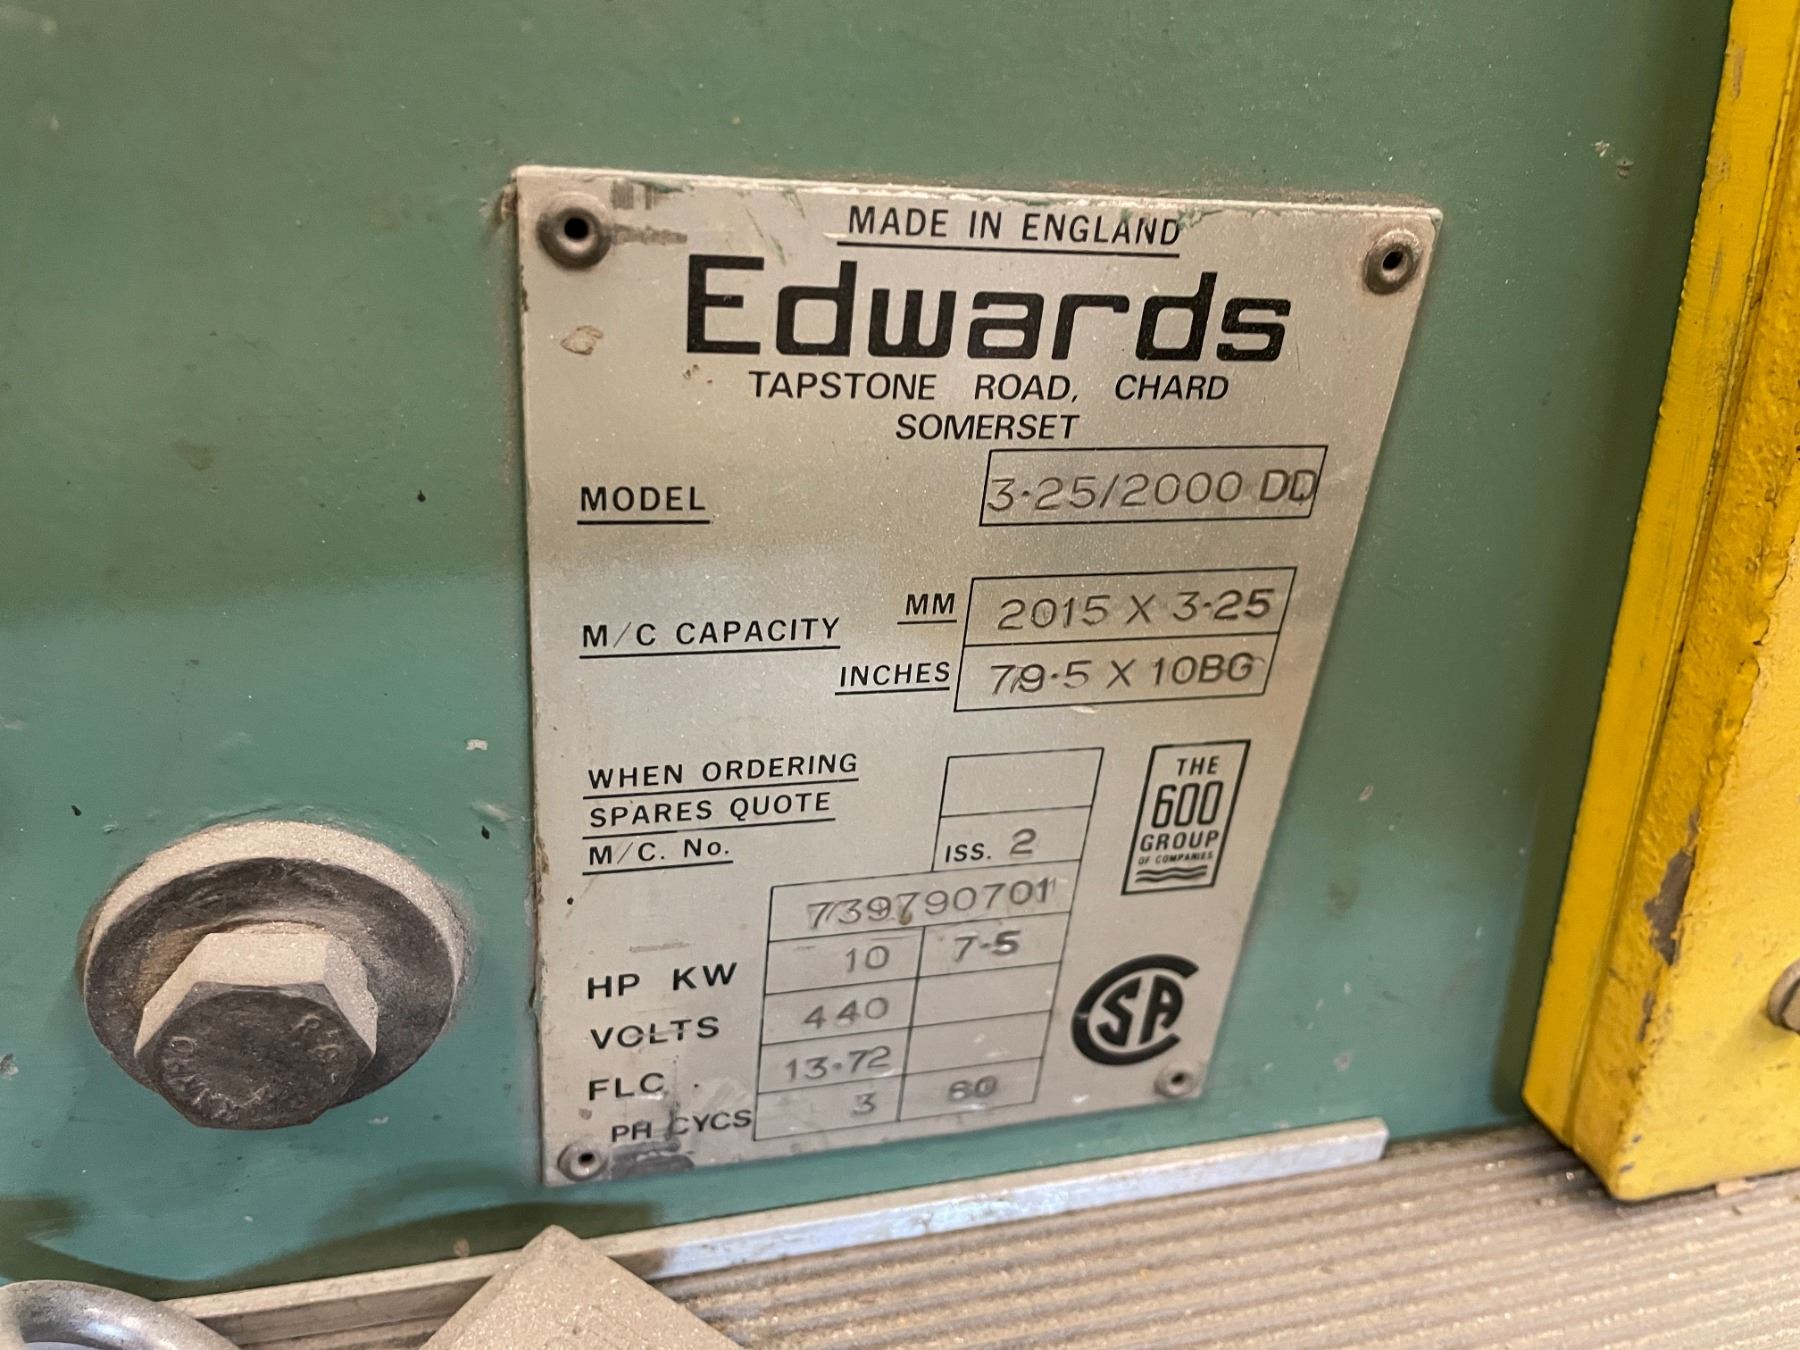 MADE IN ENGLAND
Edwards
TAPSTONE ROAD, CHARD
SOMERSET
MODEL 3·25/2000 DD
M/C CAPACITY MM 2015 X 3·25
INCHES 79·5 X 10BG
WHEN ORDERING
SPARES QUOTE
M/C. No.
ISS. 2
739790701
THE
600
GROUP
OF COMPANIES
HP KW 10 7·5
VOLTS 440
FLC. 13·72
PH CYCS 3 60
CSA